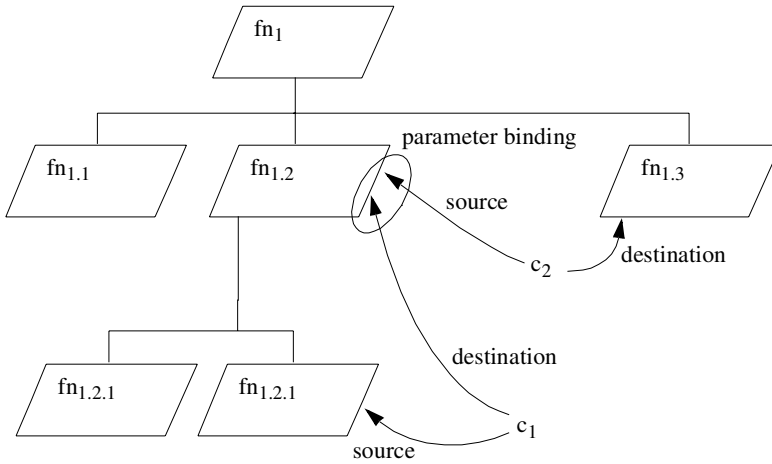 fn1
parameter binding
fn1.1
fn1.2
fn1.3
source
c2
destination
destination
fn1.2.1
fn1.2.1
c1
source